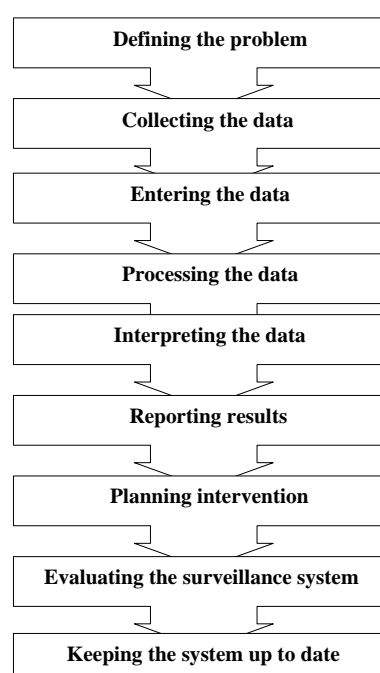 Defining the problem
Collecting the data
Entering the data
Processing the data
Interpreting the data
Reporting results
Planning intervention
Evaluating the surveillance system
Keeping the system up to date